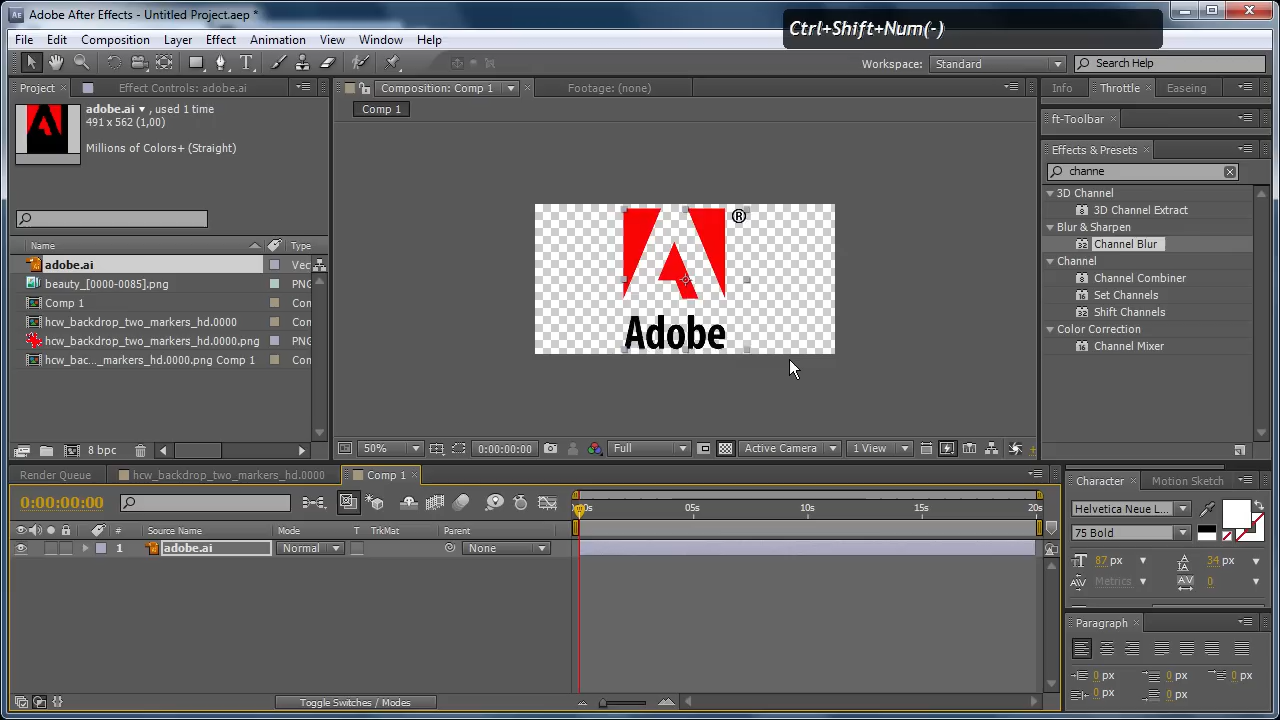 Adobe After Effects - Untitled Project.aep *
Ctrl+Shift+Num(-)
File Edit Composition Layer Effect Animation View Window Help
Workspace: Standard Search Help
Project Effect Controls: adobe.ai Composition: Comp 1 Footage: (none) Info Throttle Easing
adobe.ai , used 1 time
491 x 562 (1,00)
Millions of Colors+ (Straight)
Comp 1
ft-Toolbar
Effects & Presets
channe
3D Channel
3D Channel Extract
Blur & Sharpen
Channel Blur
Channel
Channel Combiner
Set Channels
Shift Channels
Color Correction
Channel Mixer
Name Type
adobe.ai Vec
beauty_[0000-0085].png PNG
Comp 1
hcw_backdrop_two_markers_hd.0000
hcw_backdrop_two_markers_hd.0000.png PNG
hcw_bac..._markers_hd.0000.png Comp 1
®
Adobe
8 bpc
50% 0:00:00:00 Full Active Camera 1 View
Render Queue hcw_backdrop_two_markers_hd.0000 Comp 1
0:00:00:00
05s 10s 15s 20s
# Source Name Mode T TrkMat Parent
1 adobe.ai Normal None
Toggle Switches / Modes
Character Motion Sketch
Helvetica Neue L...
75 Bold
87 px 34 px
Metrics 0
Paragraph
0 px 0 px 0 px
0 px 0 px